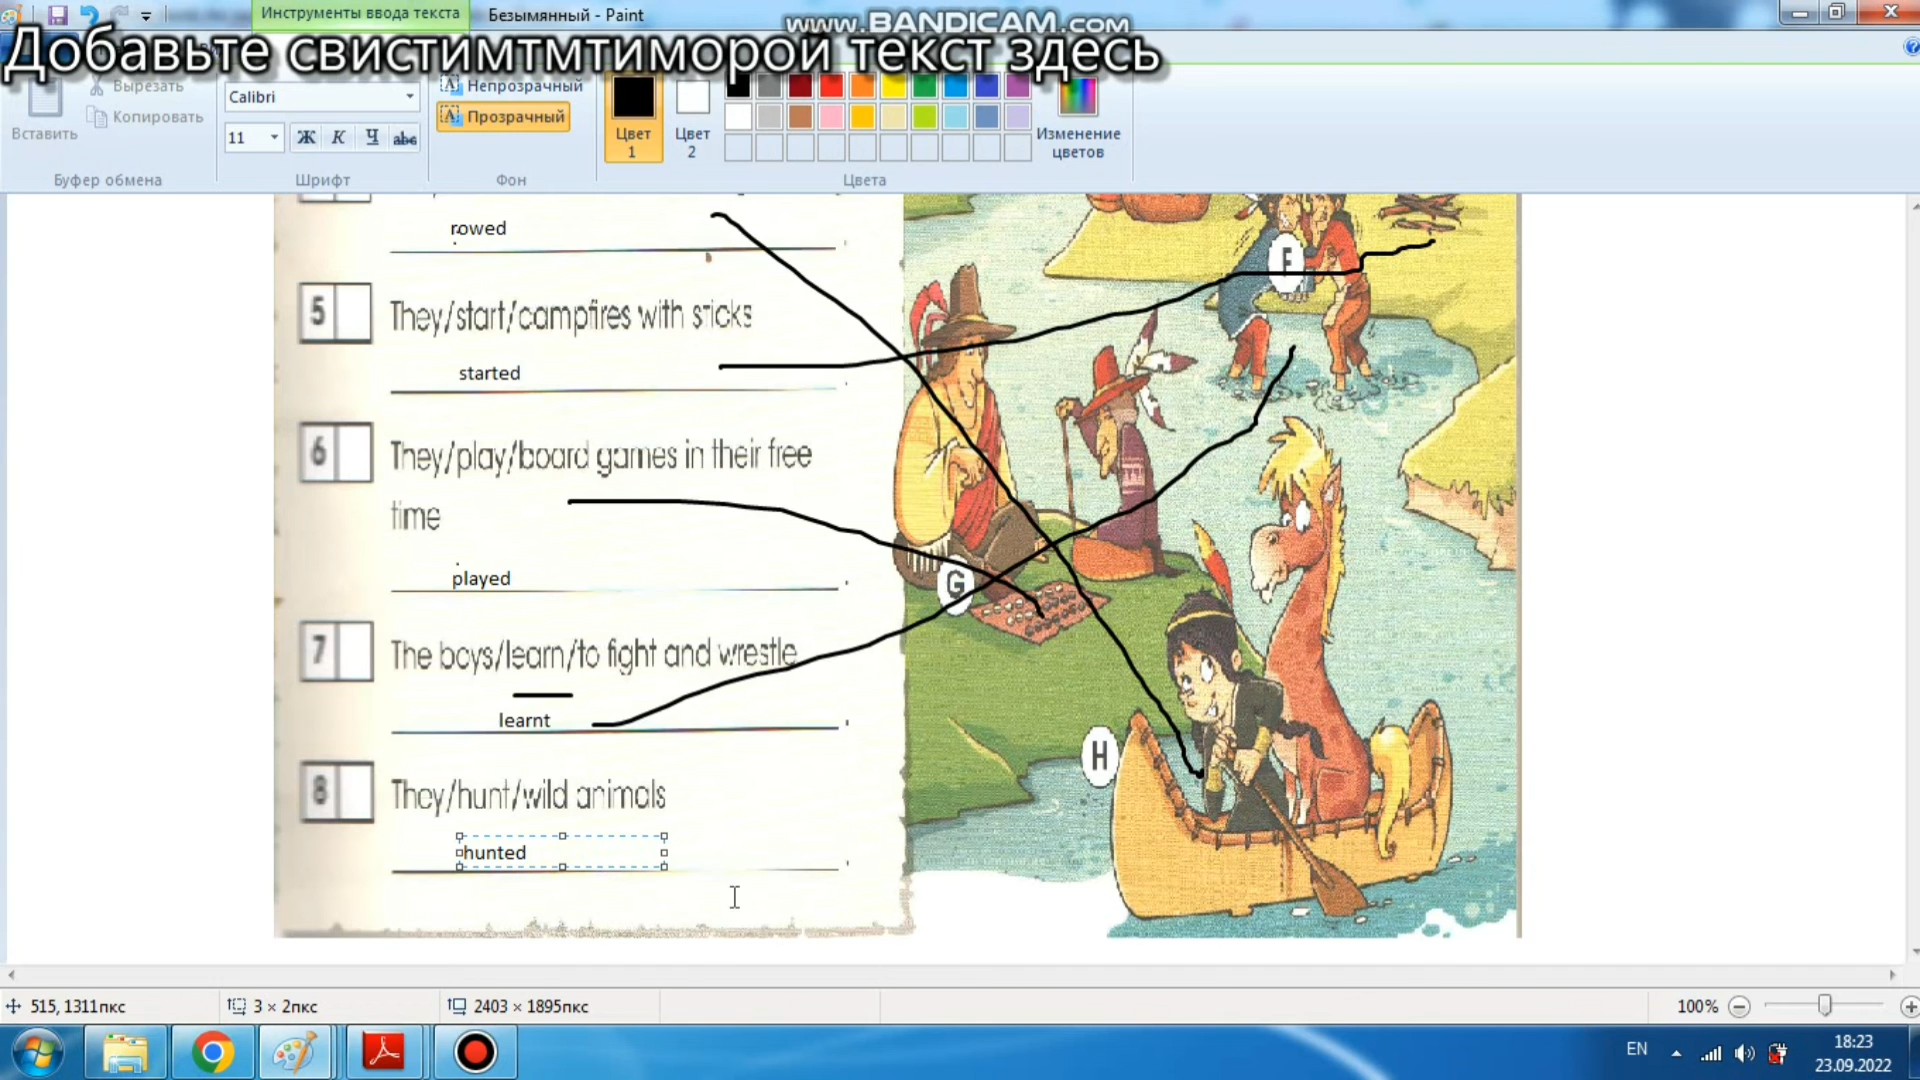 Инструменты ввода текста
Безымянный - Paint
www.BANDICAM.com
Добавьте свистимтмтиморой текст здесь
Вставить
Вырезать
Копировать
Буфер обмена
Calibri
11
Ж К Ч abc
Шрифт
Непрозрачный
Прозрачный
Фон
Цвет 1
Цвет 2
Изменение цветов
Цвета
rowed
5 They/start/campfires with sticks
started
6 They/play/board games in their free
time
played
7 The boys/learn/to fight and wrestle
learnt
8 They/hunt/wild animals
hunted
F
G
H
515, 1311пкс
3 × 2пкс
2403 × 1895пкс
100%
EN
18:23
23.09.2022